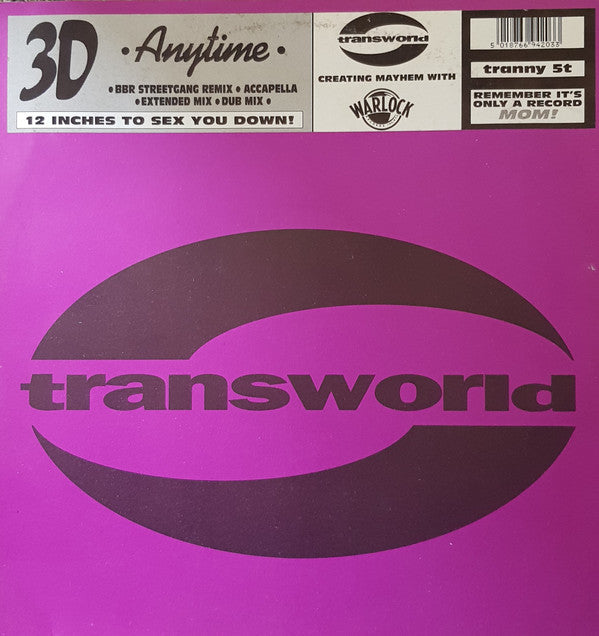 3D
• Anytime •
• BBR STREETGANG REMIX • ACCAPELLA
• EXTENDED MIX • DUB MIX •
12 INCHES TO SEX YOU DOWN!
transworld
CREATING MAYHEM WITH
WARLOCK
5 018766 942033
tranny 5t
REMEMBER IT'S
ONLY A RECORD
MOM!
transworld